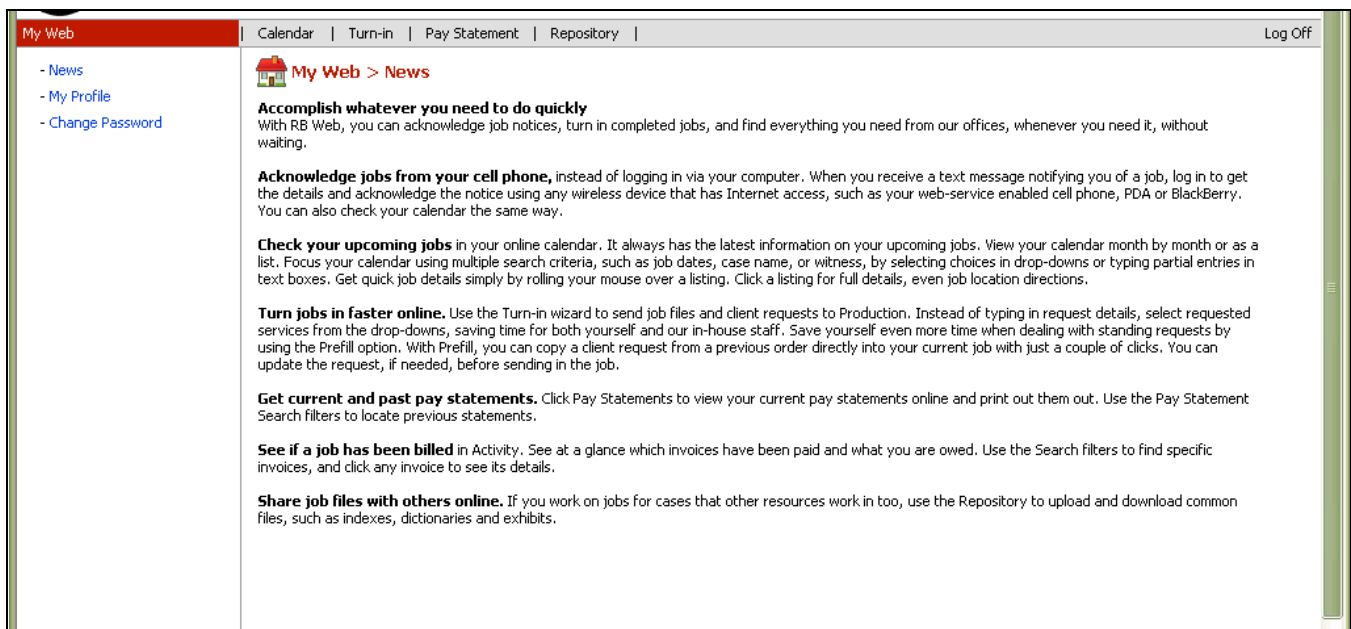 My Web | Calendar | Turn-in | Pay Statement | Repository | Log Off
- News
- My Profile
- Change Password
My Web > News
Accomplish whatever you need to do quickly
With RB Web, you can acknowledge job notices, turn in completed jobs, and find everything you need from our offices, whenever you need it, without
waiting.
Acknowledge jobs from your cell phone, instead of logging in via your computer. When you receive a text message notifying you of a job, log in to get
the details and acknowledge the notice using any wireless device that has Internet access, such as your web-service enabled cell phone, PDA or BlackBerry.
You can also check your calendar the same way.
Check your upcoming jobs in your online calendar. It always has the latest information on your upcoming jobs. View your calendar month by month or as a
list. Focus your calendar using multiple search criteria, such as job dates, case name, or witness, by selecting choices in drop-downs or typing partial entries in
text boxes. Get quick job details simply by rolling your mouse over a listing. Click a listing for full details, even job location directions.
Turn jobs in faster online. Use the Turn-in wizard to send job files and client requests to Production. Instead of typing in request details, select requested
services from the drop-downs, saving time for both yourself and our in-house staff. Save yourself even more time when dealing with standing requests by
using the Prefill option. With Prefill, you can copy a client request from a previous order directly into your current job with just a couple of clicks. You can
update the request, if needed, before sending in the job.
Get current and past pay statements. Click Pay Statements to view your current pay statements online and print out them out. Use the Pay Statement
Search filters to locate previous statements.
See if a job has been billed in Activity. See at a glance which invoices have been paid and what you are owed. Use the Search filters to find specific
invoices, and click any invoice to see its details.
Share job files with others online. If you work on jobs for cases that other resources work in too, use the Repository to upload and download common
files, such as indexes, dictionaries and exhibits.